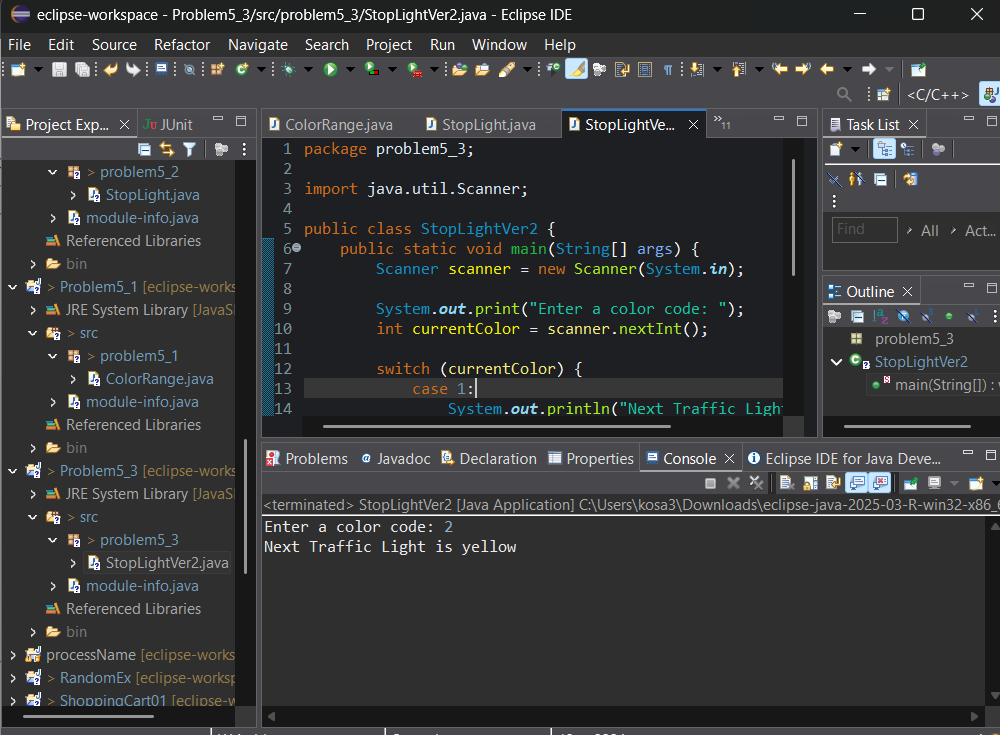 eclipse-workspace - Problem5_3/src/problem5_3/StopLightVer2.java - Eclipse IDE
File Edit Source Refactor Navigate Search Project Run Window Help
<C/C++>
Project Exp... JUnit
> problem5_2
StopLight.java
module-info.java
Referenced Libraries
bin
> Problem5_1 [eclipse-works
JRE System Library [JavaS
> src
> problem5_1
ColorRange.java
module-info.java
Referenced Libraries
bin
> Problem5_3 [eclipse-works
JRE System Library [JavaS
> src
> problem5_3
StopLightVer2.java
module-info.java
Referenced Libraries
bin
processName [eclipse-works
> RandomEx [eclipse-worksp
> ShoppingCart01 [eclipse-w
ColorRange.java StopLight.java StopLightVe... »11
1 package problem5_3;
2
3 import java.util.Scanner;
4
5 public class StopLightVer2 {
6 public static void main(String[] args) {
7 Scanner scanner = new Scanner(System.in);
8
9 System.out.print("Enter a color code: ");
10 int currentColor = scanner.nextInt();
11
12 switch (currentColor) {
13 case 1:
14 System.out.println("Next Traffic Ligh
Task List
Find All Act...
Outline
problem5_3
StopLightVer2
main(String[]) :
Problems Javadoc Declaration Properties Console Eclipse IDE for Java Deve...
<terminated> StopLightVer2 [Java Application] C:\Users\kosa3\Downloads\eclipse-java-2025-03-R-win32-x86_6
Enter a color code: 2
Next Traffic Light is yellow